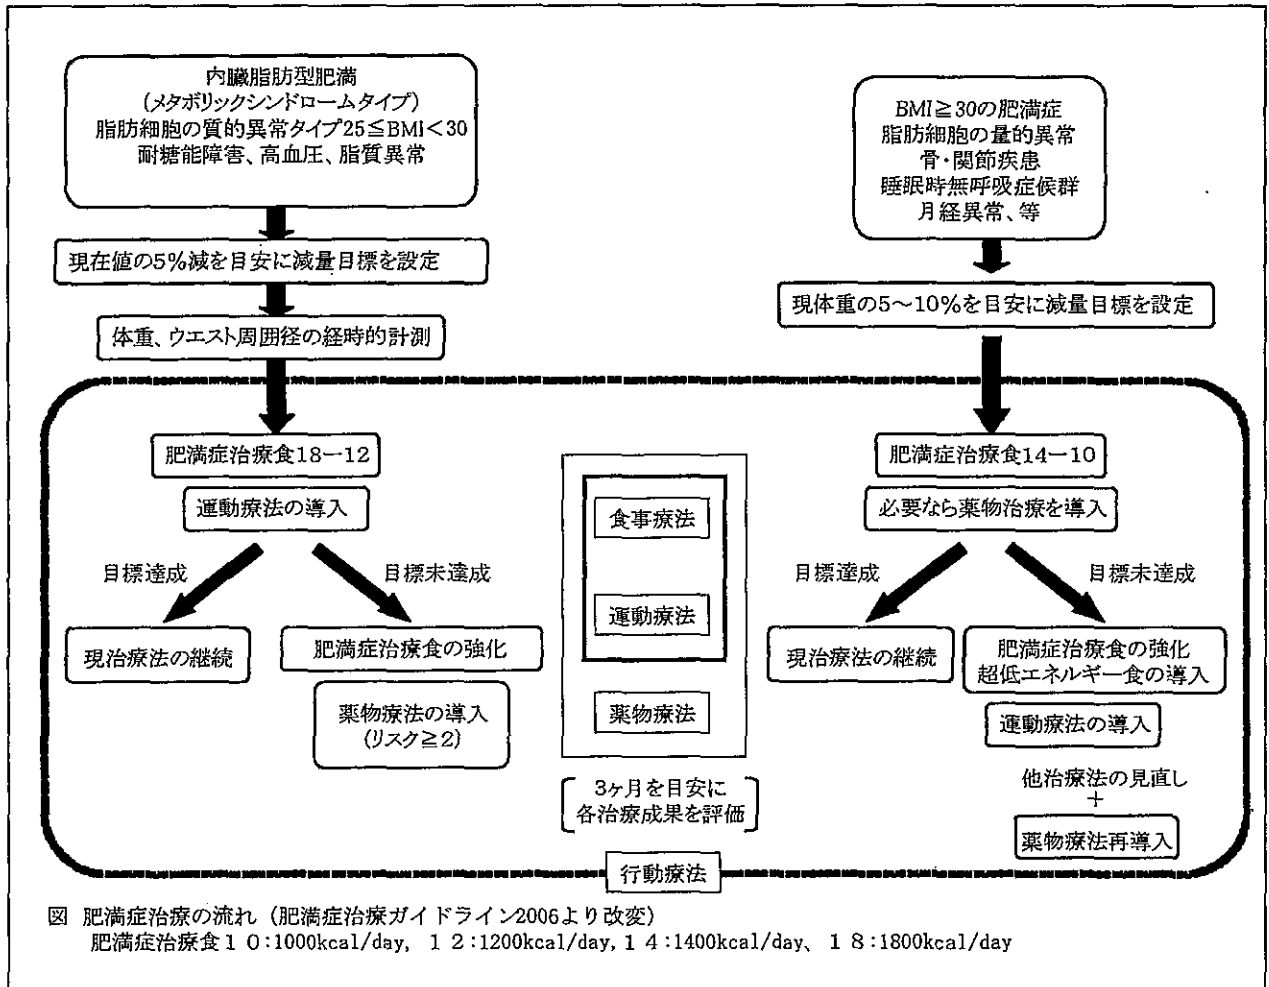 内臓脂肪型肥満
(メタボリックシンドロームタイプ)
脂肪細胞の質的異常タイプ25≦BMI<30
耐糖能障害、高血圧、脂質異常
現在値の5%減を目安に減量目標を設定
体重、ウエスト周囲径の経時的計測
肥満症治療食18−12
運動療法の導入
目標達成
目標未達成
現治療法の継続
肥満症治療食の強化
薬物療法の導入
(リスク≧2)
食事療法
運動療法
薬物療法
3ヶ月を目安に
各治療成果を評価
BMI≧30の肥満症
脂肪細胞の量的異常
骨・関節疾患
睡眠時無呼吸症候群
月経異常、等
現体重の5〜10%を目安に減量目標を設定
肥満症治療食14−10
必要なら薬物治療を導入
目標達成
目標未達成
現治療法の継続
肥満症治療食の強化
超低エネルギー食の導入
運動療法の導入
他治療法の見直し
+
薬物療法再導入
行動療法
図 肥満症治療の流れ(肥満症治療ガイドライン2006より改変)
肥満症治療食10:1000kcal/day, 12:1200kcal/day,14:1400kcal/day、18:1800kcal/day